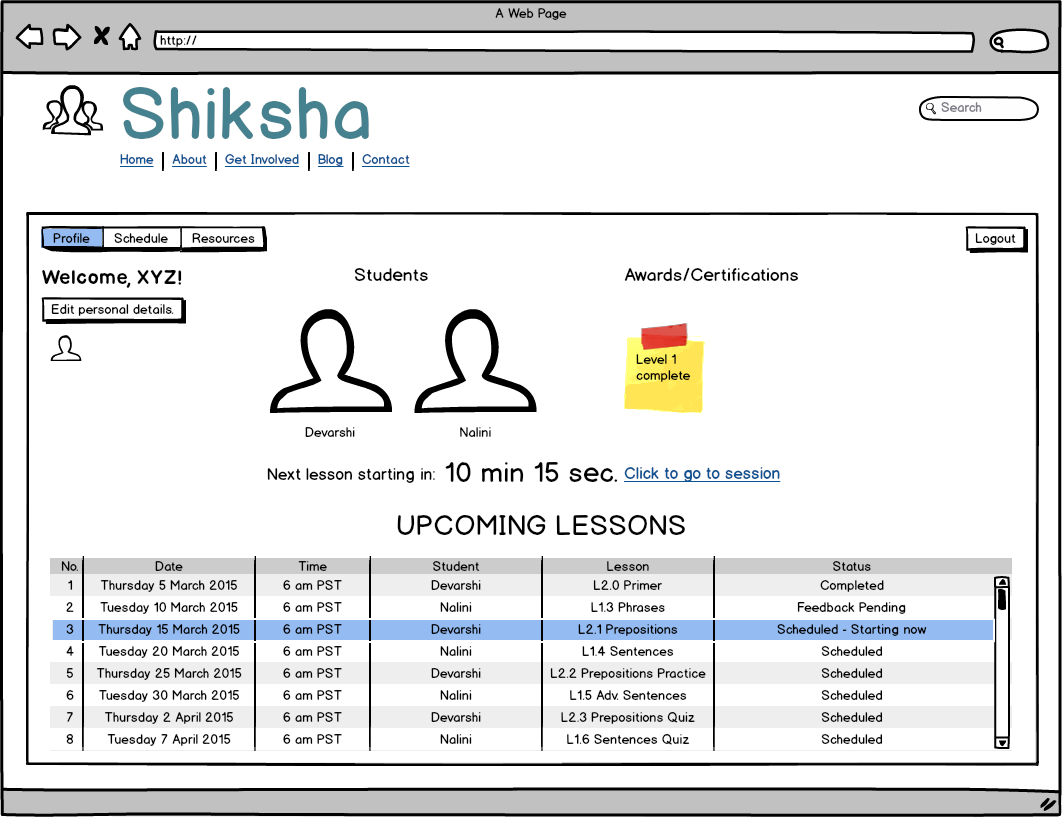 A Web Page
http://
Shiksha
Search
Home | About | Get Involved | Blog | Contact
Profile Schedule Resources
Logout
Welcome, XYZ!
Students
Awards/Certifications
Edit personal details.
Level 1
complete
Devarshi
Nalini
Next lesson starting in: 10 min 15 sec. Click to go to session
UPCOMING LESSONS
No. Date Time Student Lesson Status
1 Thursday 5 March 2015 6 am PST Devarshi L2.0 Primer Completed
2 Tuesday 10 March 2015 6 am PST Nalini L1.3 Phrases Feedback Pending
3 Thursday 15 March 2015 6 am PST Devarshi L2.1 Prepositions Scheduled - Starting now
4 Tuesday 20 March 2015 6 am PST Nalini L1.4 Sentences Scheduled
5 Thursday 25 March 2015 6 am PST Devarshi L2.2 Prepositions Practice Scheduled
6 Tuesday 30 March 2015 6 am PST Nalini L1.5 Adv. Sentences Scheduled
7 Thursday 2 April 2015 6 am PST Devarshi L2.3 Prepositions Quiz Scheduled
8 Tuesday 7 April 2015 6 am PST Nalini L1.6 Sentences Quiz Scheduled